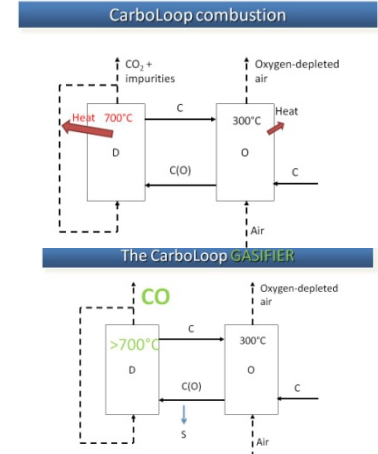 CarboLoop combustion
CO₂ +
impurities
Oxygen-depleted
air
C
Heat 700°C
300°C
Heat
D
O
C(O)
C
Air
The CarboLoop GASIFIER
CO
Oxygen-depleted
air
C
>700°C
300°C
D
O
C(O)
C
S
Air